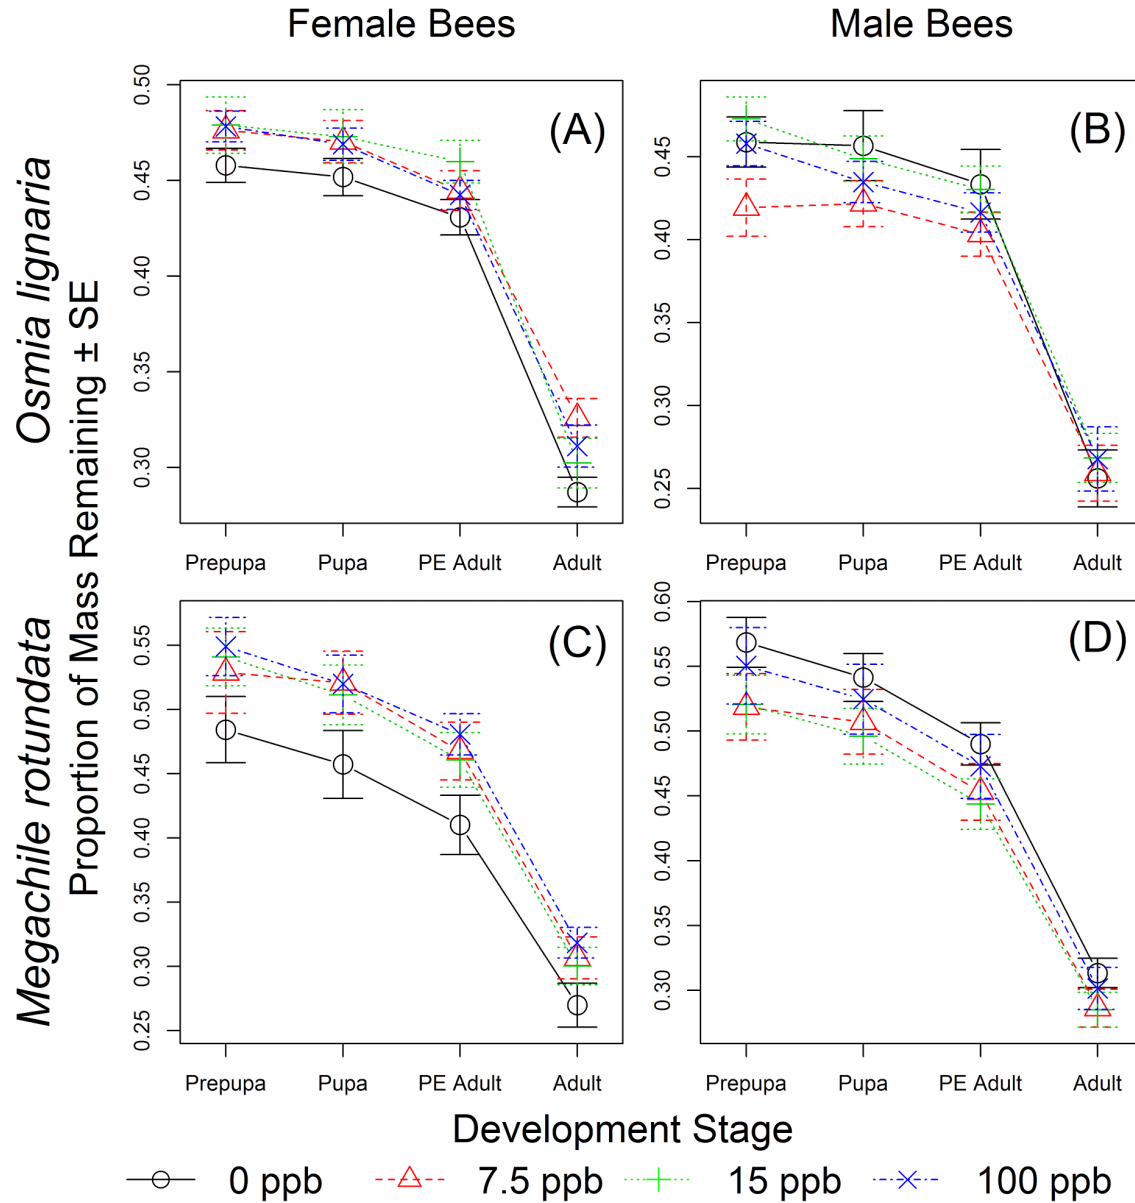 Female Bees
Male Bees
Osmia lignaria
Megachile rotundata
Proportion of Mass Remaining ± SE
(A)
0.50
0.45
0.40
0.35
0.30
Prepupa Pupa PE Adult Adult
(B)
0.45
0.40
0.35
0.30
0.25
Prepupa Pupa PE Adult Adult
(C)
0.55
0.50
0.45
0.40
0.35
0.30
0.25
Prepupa Pupa PE Adult Adult
(D)
0.60
0.55
0.50
0.45
0.40
0.35
0.30
Prepupa Pupa PE Adult Adult
Development Stage
0 ppb 7.5 ppb 15 ppb 100 ppb